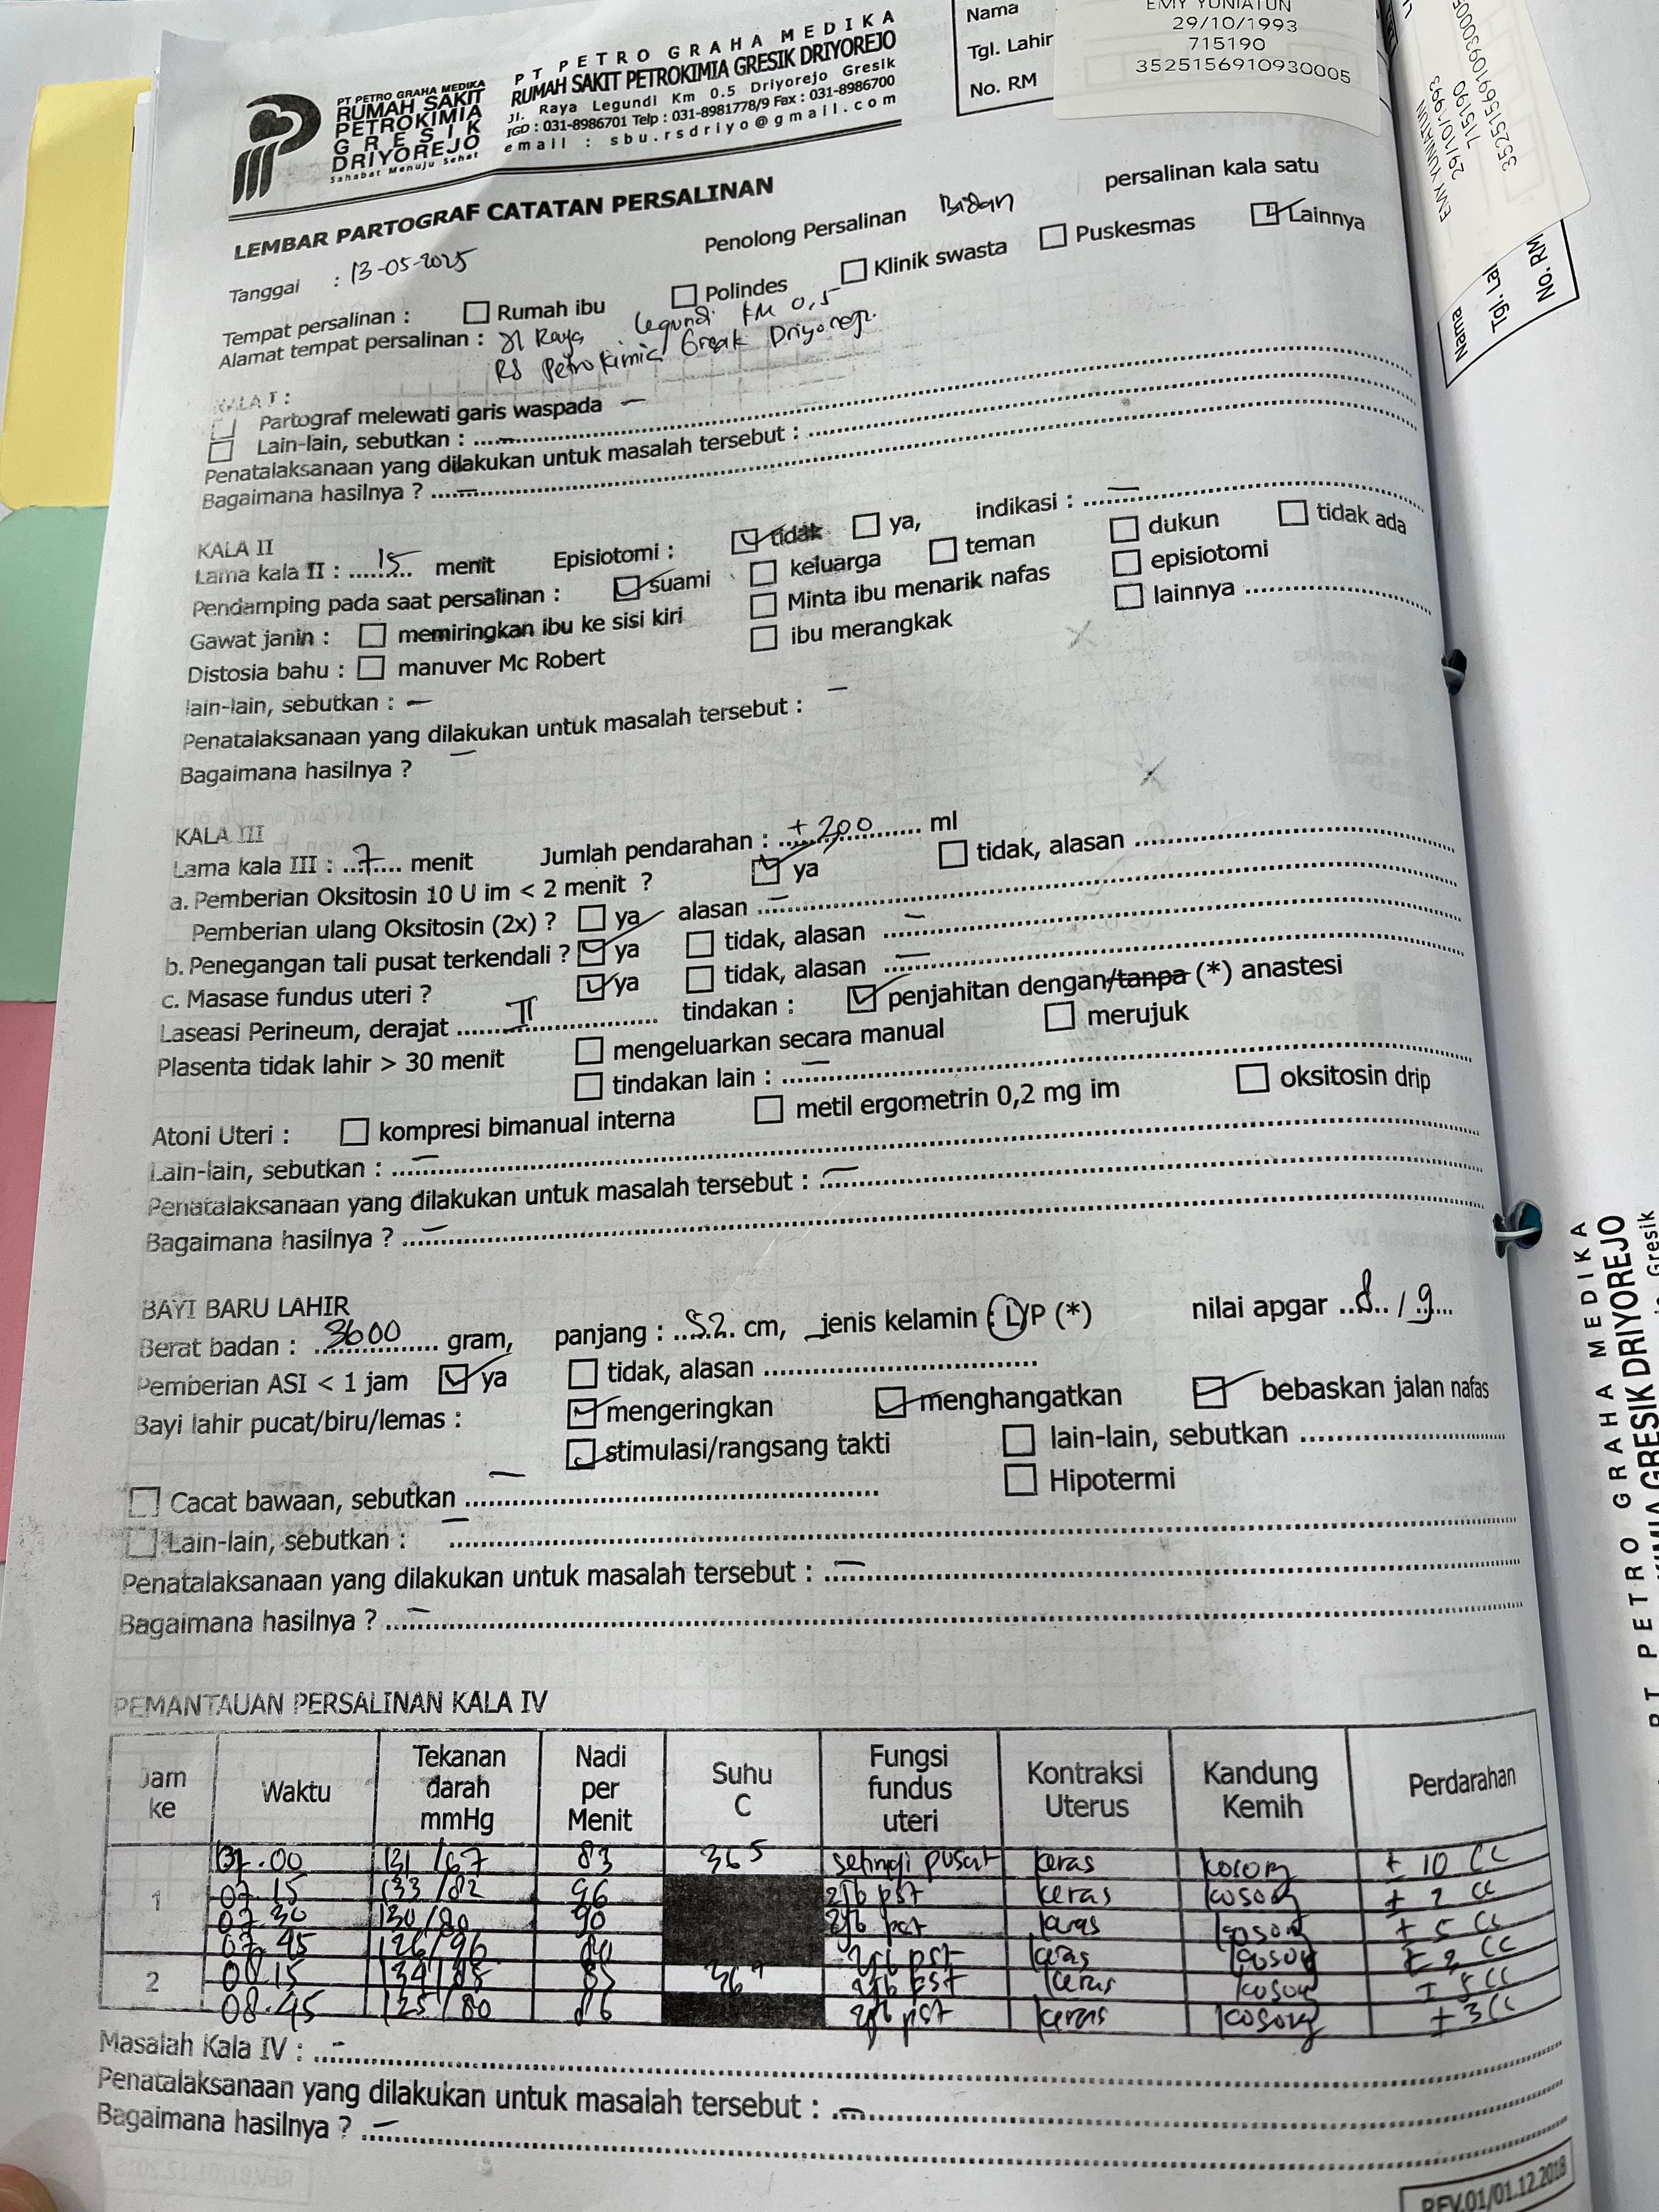 PT PETRO GRAHA MEDIKA
RUMAH SAKIT
PETROKIMIA
GRESIK
DRIYOREJO
Sahabat Menuju Sehat
PT PETRO GRAHA MEDIKA
RUMAH SAKIT PETROKIMIA GRESIK DRIYOREJO
Jl. Raya Legundi Km 0.5 Driyorejo Gresik
IGD : 031-8986701 Telp : 031-8981778/9 Fax : 031-8986700
email : sbu.rsdriyo@gmail.com
Nama
Tgl. Lahir
No. RM
EMY YUNIATUN
29/10/1993
715190
3525156910930005
LEMBAR PARTOGRAF CATATAN PERSALINAN
Tanggal : 13-05-2025 Penolong Persalinan Bidan persalinan kala satu
Tempat persalinan : Rumah ibu Polindes Klinik swasta Puskesmas Lainnya
Alamat tempat persalinan : Jl Raya Legundi KM 0,5
RS Petrokimia Gresik Driyorejo
KALA I :
Partograf melewati garis waspada -
Lain-lain, sebutkan : -
Penatalaksanaan yang dilakukan untuk masalah tersebut :
Bagaimana hasilnya ? -
KALA II
Lama kala II : 15 menit Episiotomi : tidak ya, indikasi : -
Pendamping pada saat persalinan : suami keluarga teman dukun tidak ada
Gawat janin : memiringkan ibu ke sisi kiri Minta ibu menarik nafas episiotomi
Distosia bahu : manuver Mc Robert ibu merangkak lainnya
lain-lain, sebutkan : -
Penatalaksanaan yang dilakukan untuk masalah tersebut : -
Bagaimana hasilnya ? -
KALA III
Lama kala III : 7 menit Jumlah pendarahan : ± 200 ml
a. Pemberian Oksitosin 10 U im < 2 menit ? ya tidak, alasan
Pemberian ulang Oksitosin (2x) ? ya alasan -
b. Penegangan tali pusat terkendali ? ya tidak, alasan -
c. Masase fundus uteri ? ya tidak, alasan -
Laseasi Perineum, derajat II tindakan : penjahitan dengan/tanpa (*) anastesi
Plasenta tidak lahir > 30 menit mengeluarkan secara manual merujuk
tindakan lain : -
Atoni Uteri : kompresi bimanual interna metil ergometrin 0,2 mg im oksitosin drip
Lain-lain, sebutkan : -
Penatalaksanaan yang dilakukan untuk masalah tersebut : -
Bagaimana hasilnya ? -
BAYI BARU LAHIR
Berat badan : 3600 gram, panjang : 52 cm, jenis kelamin : L/P (*) nilai apgar 8 / 9
Pemberian ASI < 1 jam ya tidak, alasan
Bayi lahir pucat/biru/lemas : mengeringkan menghangatkan bebaskan jalan nafas
stimulasi/rangsang takti lain-lain, sebutkan
Cacat bawaan, sebutkan - Hipotermi
Lain-lain, sebutkan : -
Penatalaksanaan yang dilakukan untuk masalah tersebut : -
Bagaimana hasilnya ? -
PEMANTAUAN PERSALINAN KALA IV
Jam ke Waktu Tekanan darah mmHg Nadi per Menit Suhu C Fungsi fundus uteri Kontraksi Uterus Kandung Kemih Perdarahan
1 07.00 131/67 83 36 5 setinggi pusat keras kosong ± 10 cc
07.15 133/82 96 2jb pst keras kosong ± 2 cc
07.30 130/80 90 2jb pst keras kosong ± 5 cc
07.45 126/96 2jb pst keras kosong ± cc
2 08.15 134/88 2jb pst keras kosong ± cc
08.45 125/80 86 2jb pst keras kosong ± 3 cc
Masalah Kala IV : -
Penatalaksanaan yang dilakukan untuk masalah tersebut : -
Bagaimana hasilnya ? -
REV.01/01.12.2018
EMY YUNIATUN
29/10/1993
715190
Nama
No. RM
PT PETRO GRAHA MEDIKA
GRESIK DRIYOREJO
Gresik